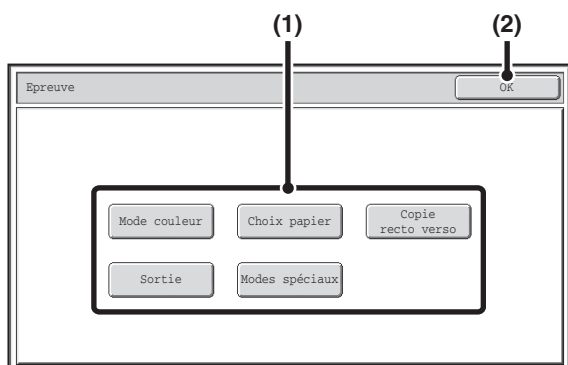 (1) (2)
Epreuve OK
Mode couleur Choix papier Copie
recto verso
Sortie Modes spéciaux